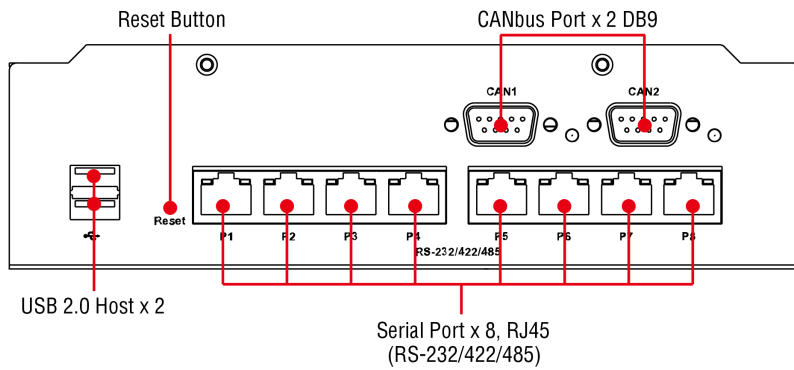 Reset Button
CANbus Port x 2 DB9
CAN1
CAN2
Reset
P1
P2
P3
P4
P5
P6
P7
P8
RS-232/422/485
USB 2.0 Host x 2
Serial Port x 8, RJ45
(RS-232/422/485)